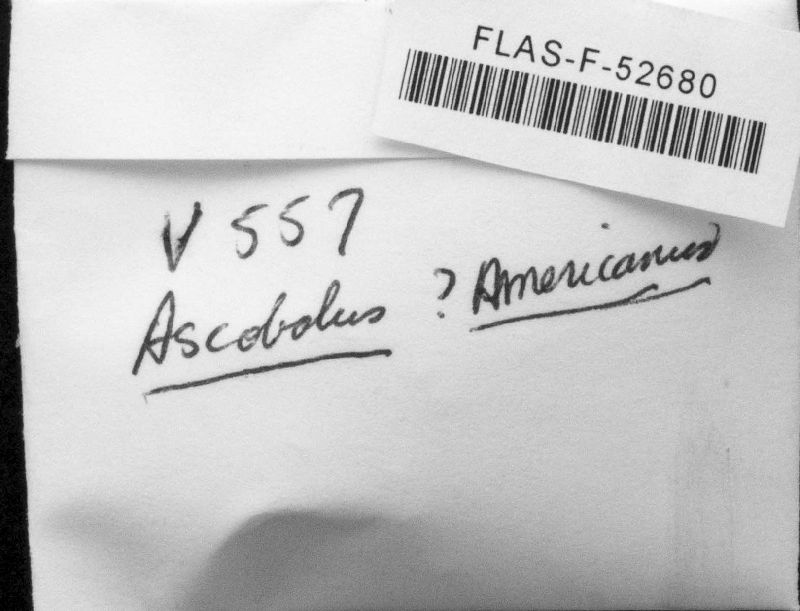 FLAS-F-52680
V 557
Ascobolus ? Americanus